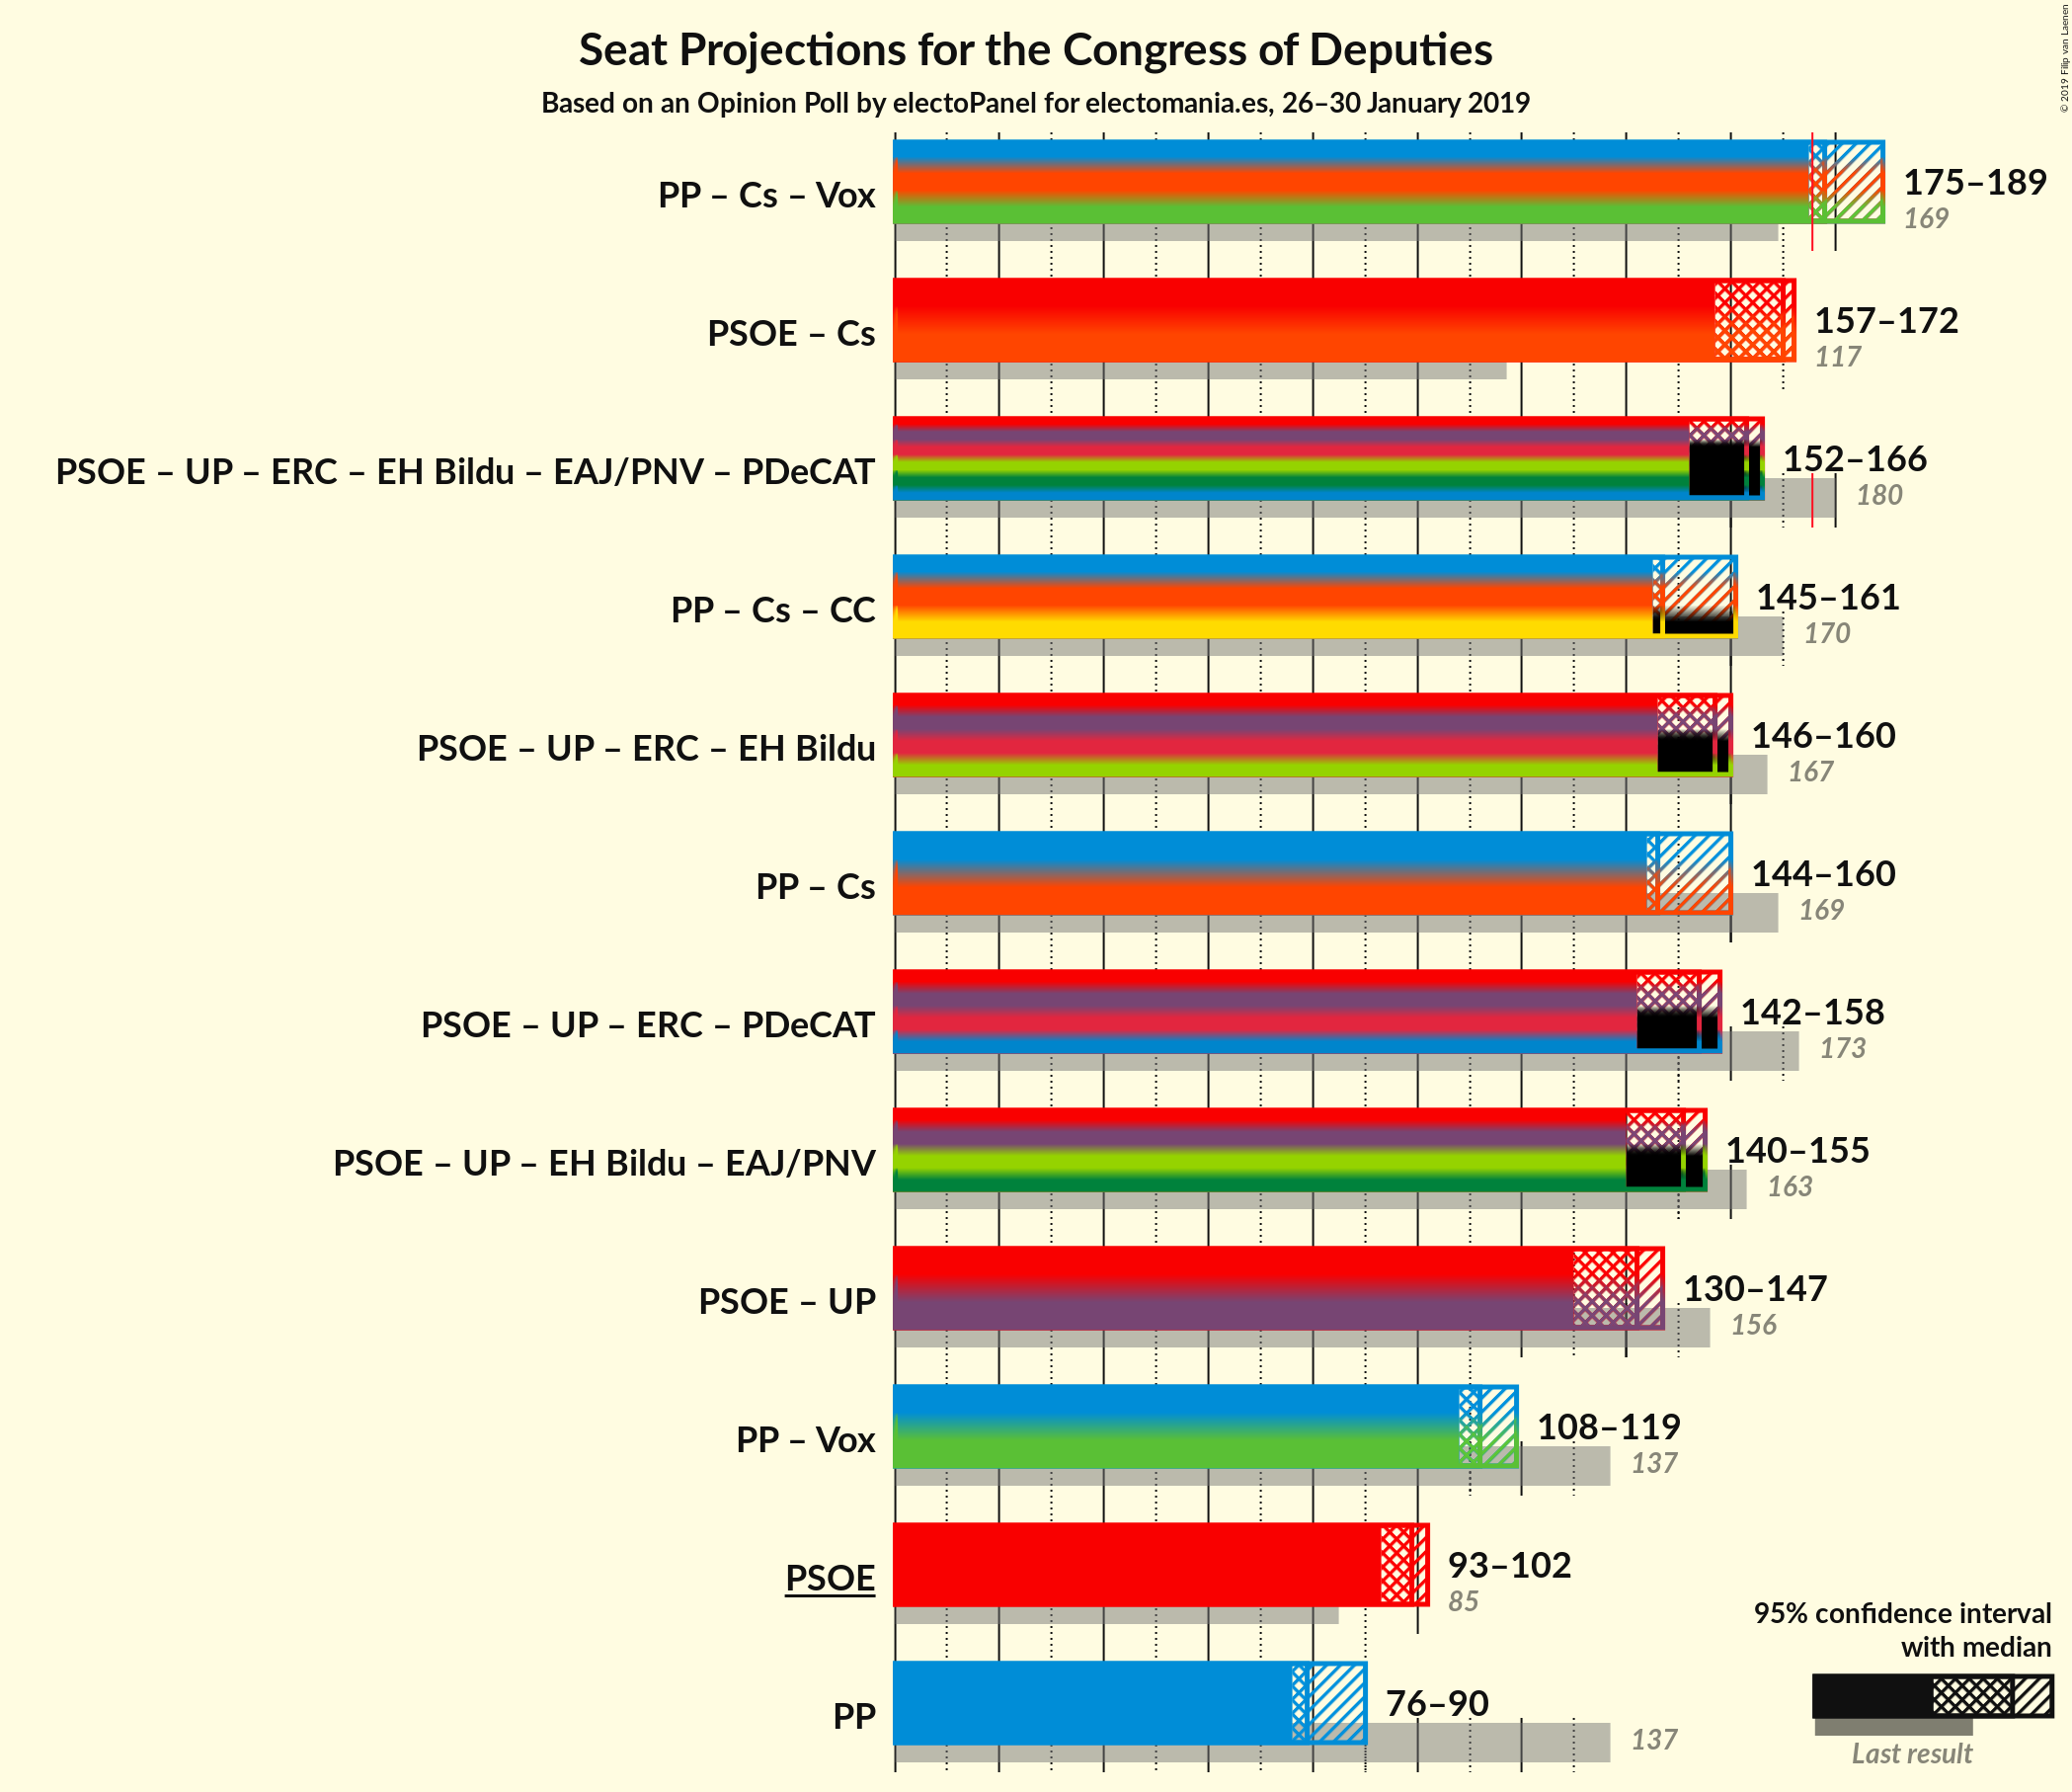 Seat Projections for the Congress of Deputies
Based on an Opinion Poll by electoPanel for electomania.es, 26–30 January 2019
© 2019 Filip van Laenen
PP – Cs – Vox
175–189
169
PSOE – Cs
157–172
117
PSOE – UP – ERC – EH Bildu – EAJ/PNV – PDeCAT
152–166
180
PP – Cs – CC
145–161
170
PSOE – UP – ERC – EH Bildu
146–160
167
PP – Cs
144–160
169
PSOE – UP – ERC – PDeCAT
142–158
173
PSOE – UP – EH Bildu – EAJ/PNV
140–155
163
PSOE – UP
130–147
156
PP – Vox
108–119
137
PSOE
93–102
85
PP
76–90
137
95% confidence interval
with median
Last result